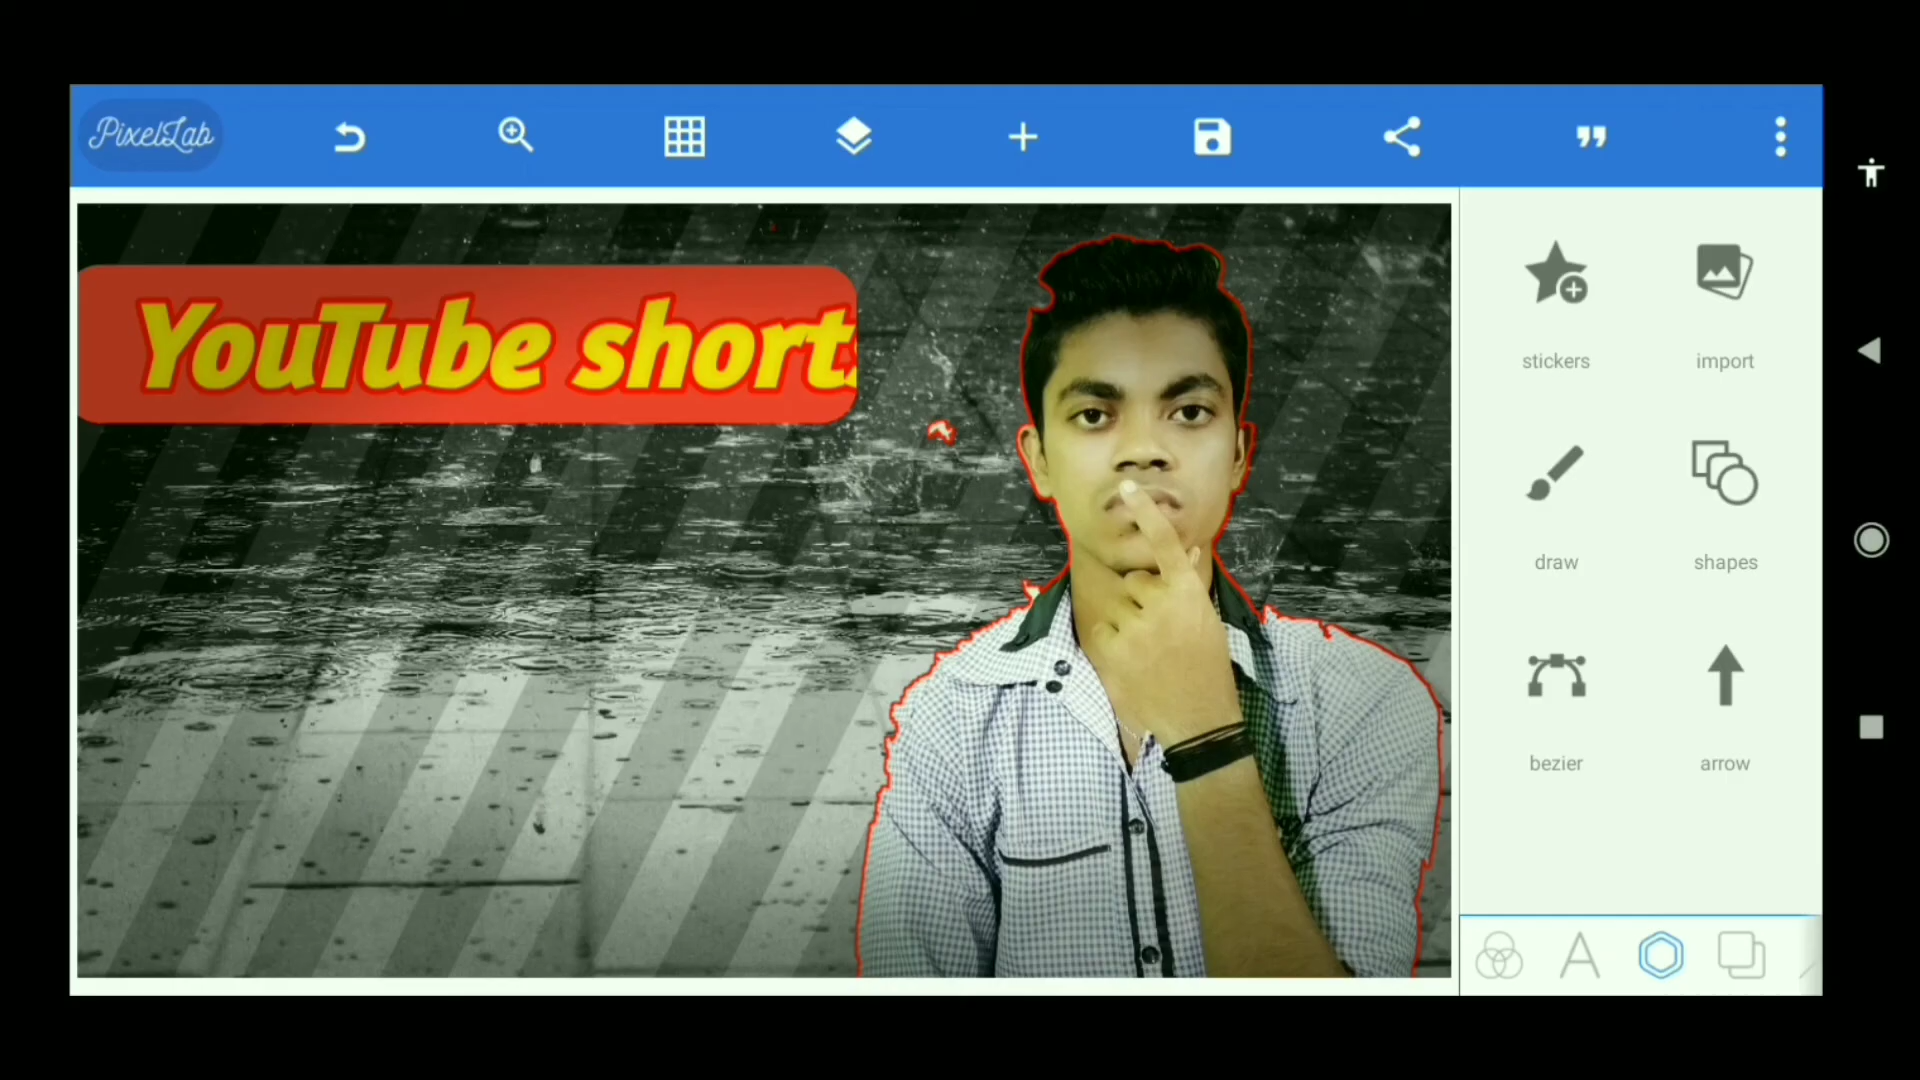 PixelLab
YouTube short
stickers
import
draw
shapes
bezier
arrow